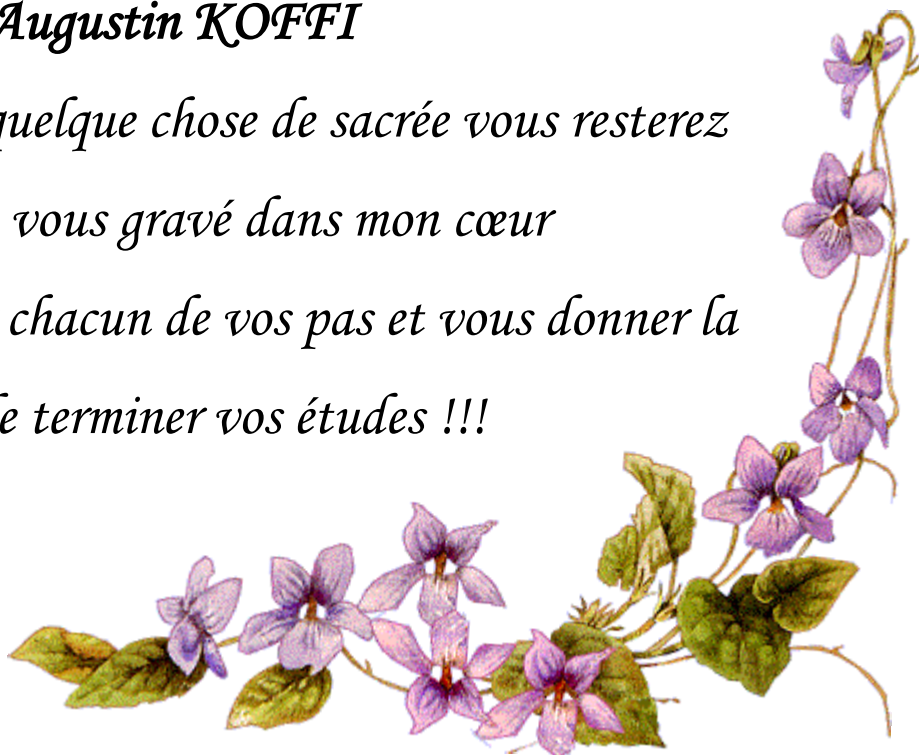 Augustin KOFFI
quelque chose de sacrée vous resterez
vous gravé dans mon cœur
chacun de vos pas et vous donner la
terminer vos études !!!